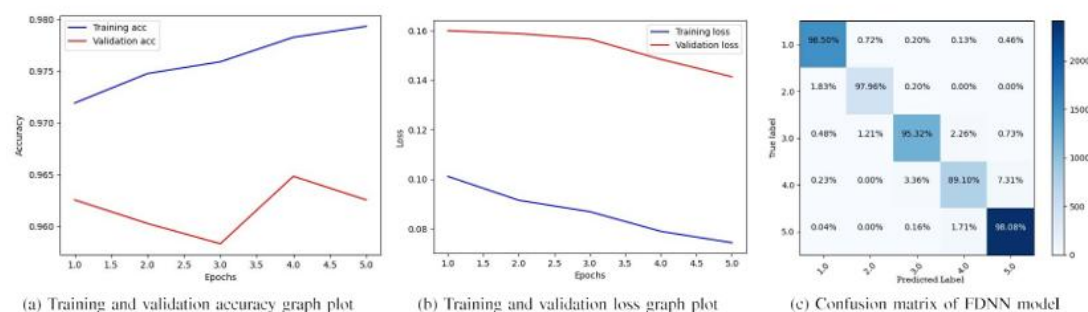 0.980
0.975
0.970
0.965
0.960
Accuracy
Training acc
Validation acc
1.0 1.5 2.0 2.5 3.0 3.5 4.0 4.5 5.0
Epochs
(a) Training and validation accuracy graph plot
0.16
0.14
0.12
0.10
0.08
Loss
Training loss
Validation loss
1.0 1.5 2.0 2.5 3.0 3.5 4.0 4.5 5.0
Epochs
(b) Training and validation loss graph plot
True label
1.0 98.50% 0.72% 0.20% 0.13% 0.46%
2.0 1.83% 97.96% 0.20% 0.00% 0.00%
3.0 0.48% 1.21% 95.32% 2.26% 0.73%
4.0 0.23% 0.00% 3.36% 89.10% 7.31%
5.0 0.04% 0.00% 0.16% 1.71% 98.08%
1.0 2.0 3.0 4.0 5.0
Predicted Label
2000
1500
1000
500
0
(c) Confusion matrix of FDNN model